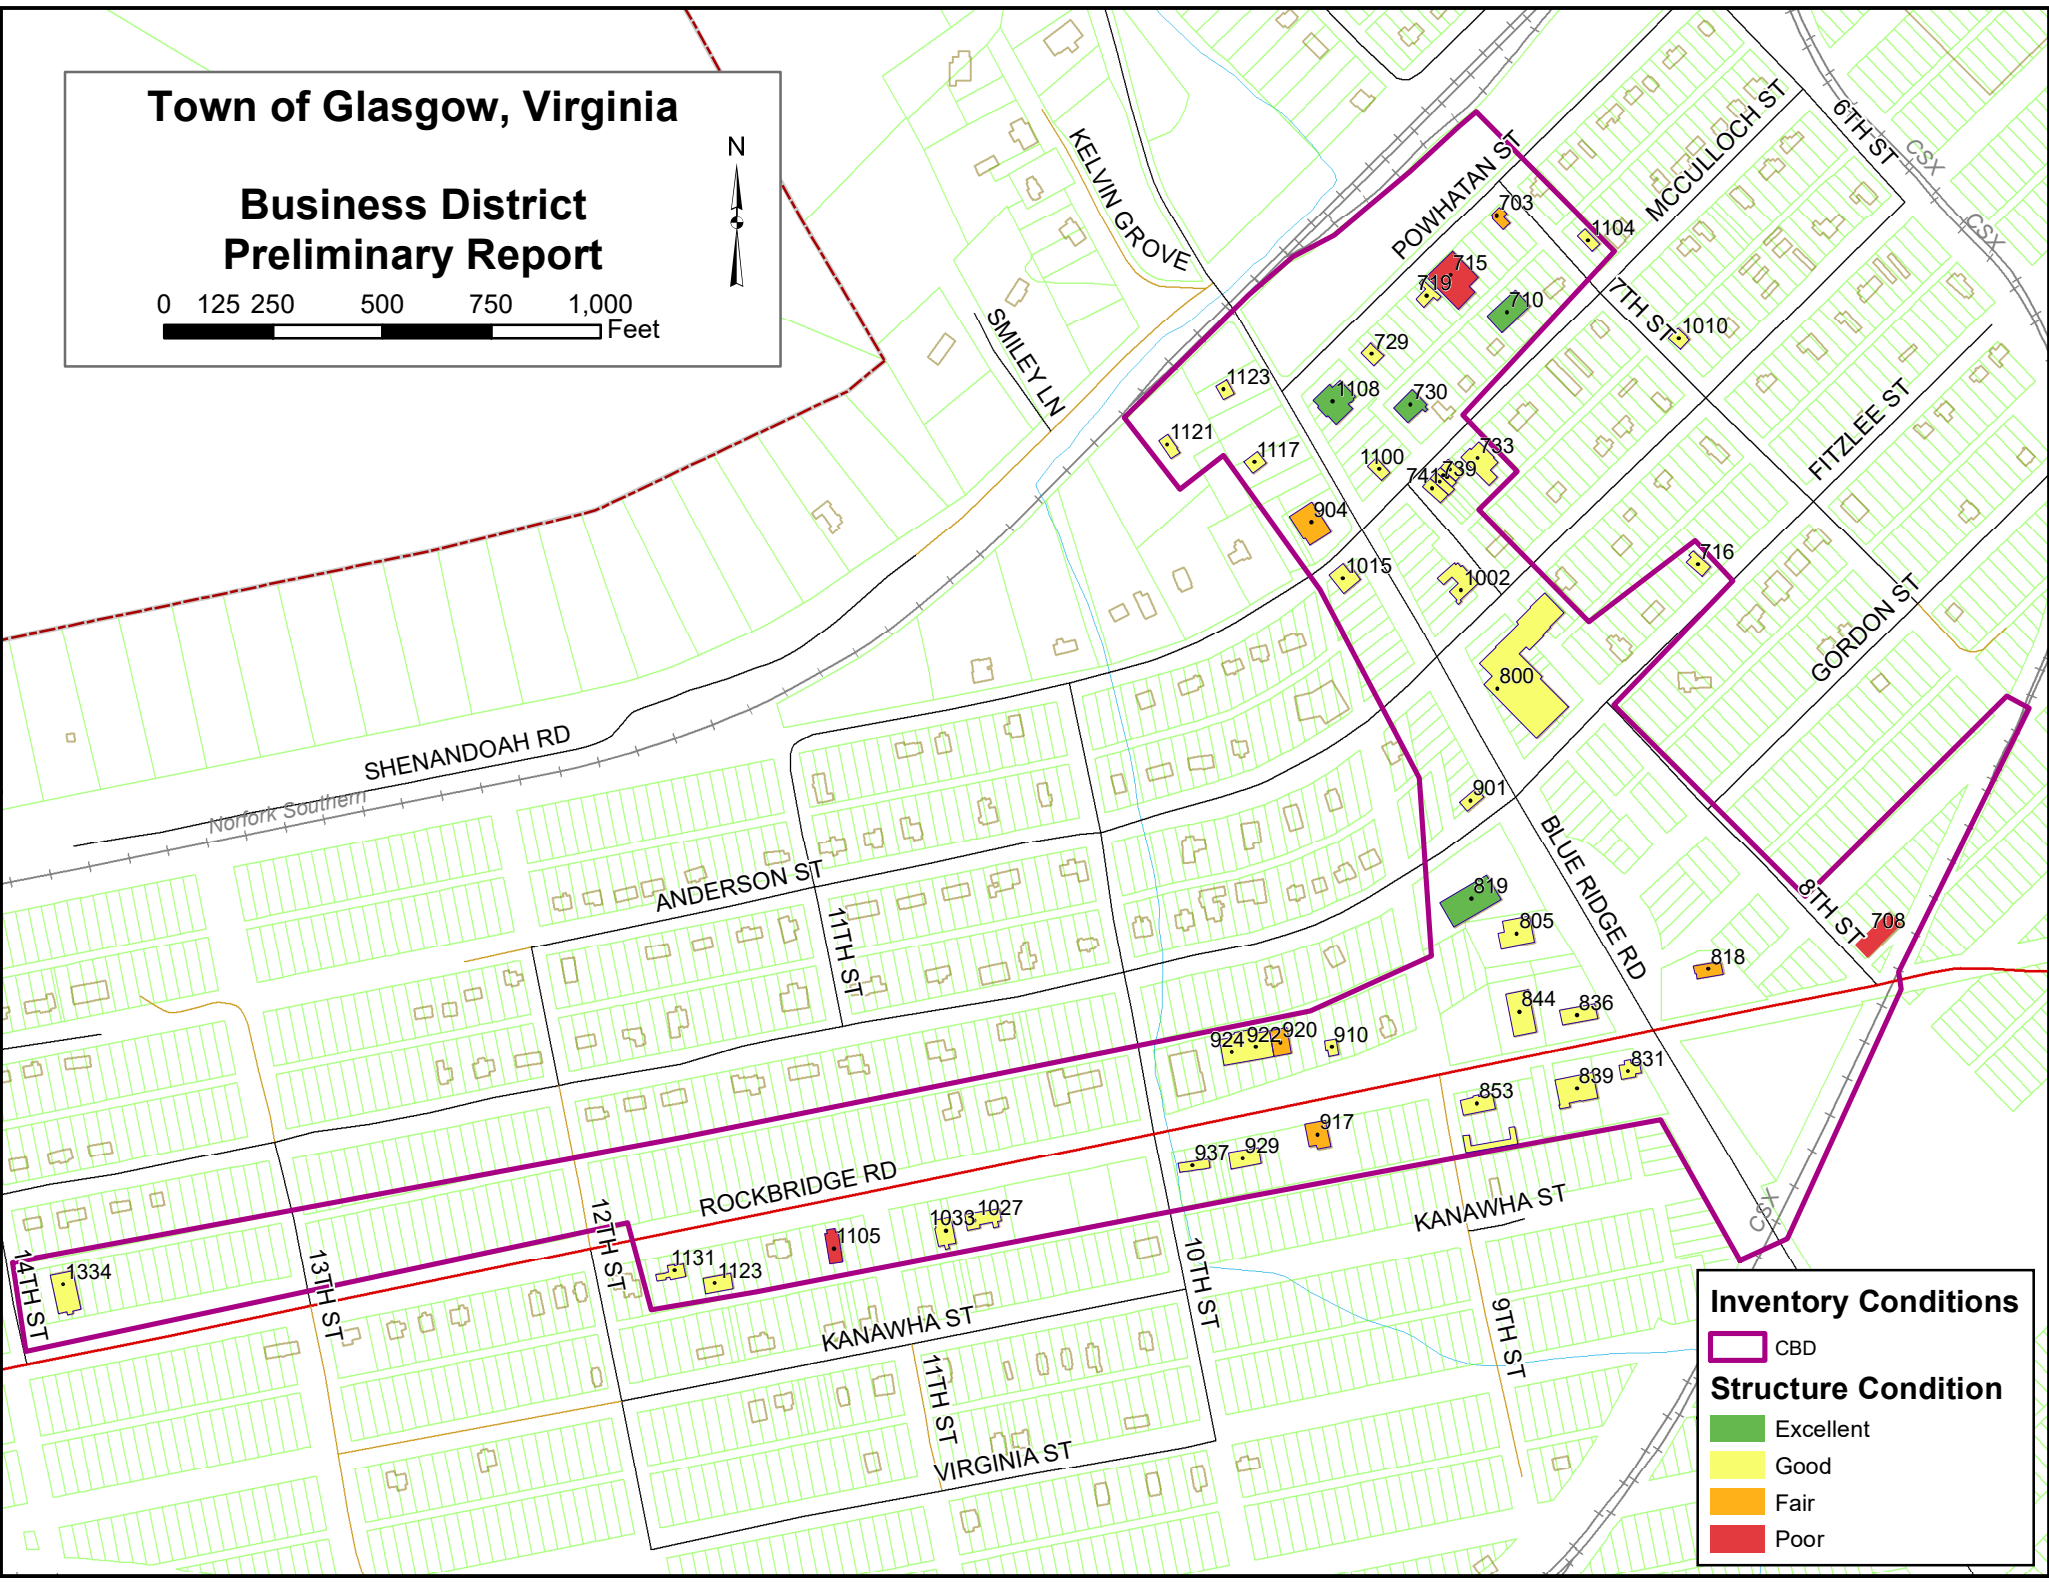 Town of Glasgow, Virginia
Business District
Preliminary Report
N
0 125 250 500 750 1,000
Feet
KELVIN GROVE
SMILEY LN
POWHATAN ST
MCCULLOCH ST
6TH ST
CSX
CSX
7TH ST
FITZLEE ST
GORDON ST
703
1104
715
719
710
1010
729
1123
1108
730
1121
1117
1100
733
741
739
904
716
1015
1002
800
SHENANDOAH RD
Norfork Southern
901
BLUE RIDGE RD
ANDERSON ST
11TH ST
819
805
8TH ST
708
818
844
836
924
922
920
910
831
839
853
917
937
929
ROCKBRIDGE RD
KANAWHA ST
CSX
12TH ST
1033
1027
1105
1131
1123
14TH ST
1334
13TH ST
10TH ST
9TH ST
KANAWHA ST
11TH ST
VIRGINIA ST
Inventory Conditions
CBD
Structure Condition
Excellent
Good
Fair
Poor